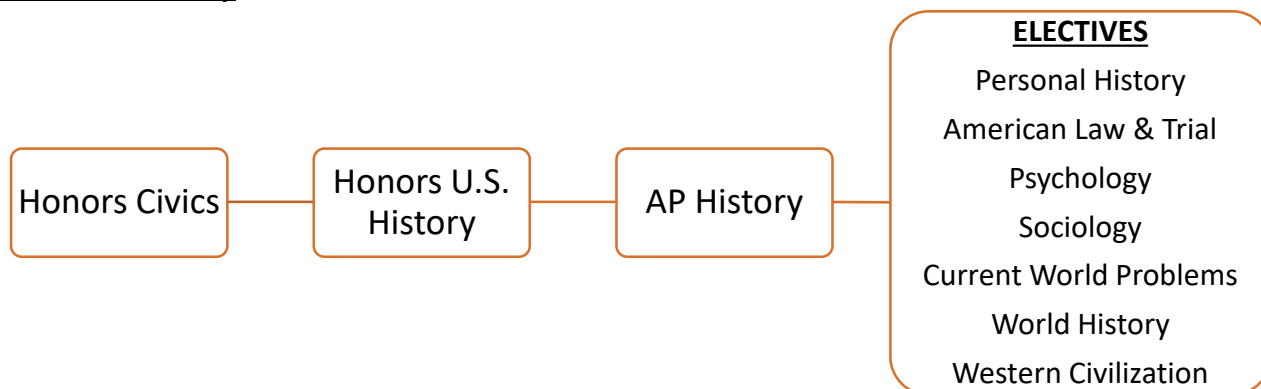 Honors Civics
Honors U.S.
History
AP History
ELECTIVES
Personal History
American Law & Trial
Psychology
Sociology
Current World Problems
World History
Western Civilization